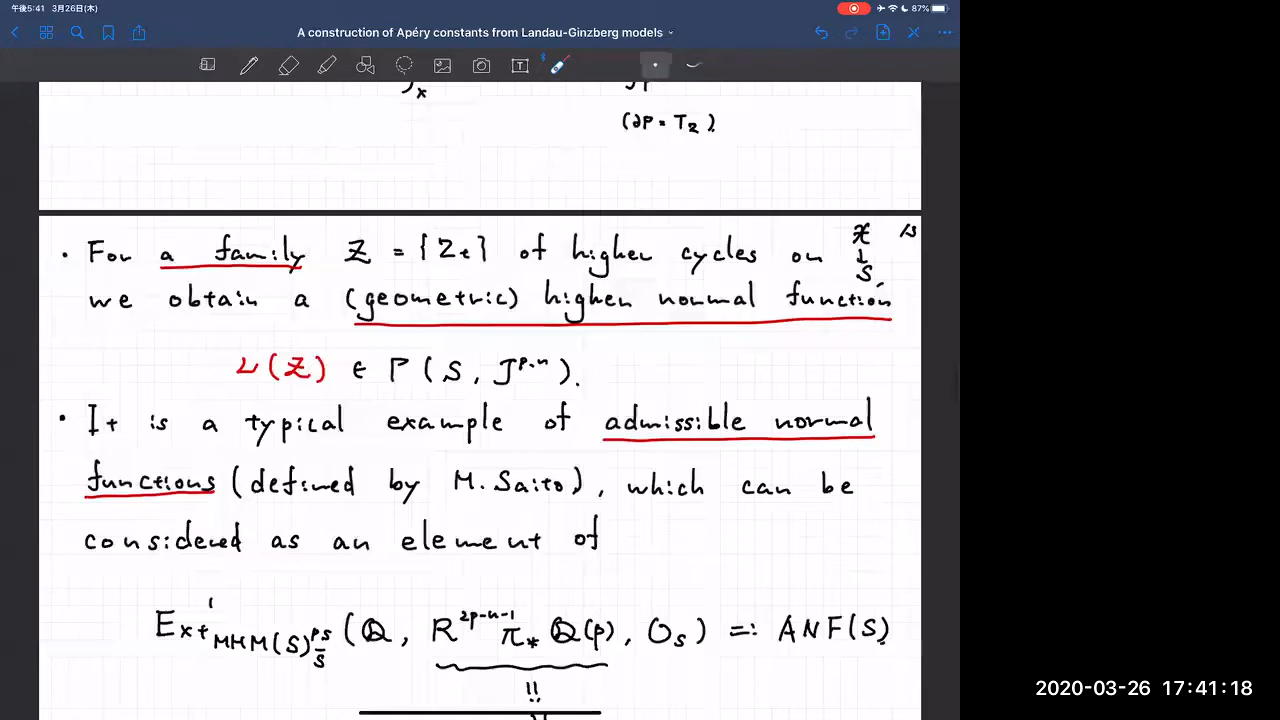 午後5:41 3月26日(木)
87%
A construction of Apéry constants from Landau-Ginzberg models
x
(∂P = T_Z).
・ For a family Z = {Z_t} of higher cycles on X ↓ S,
we obtain a (geometric) higher normal function
ν(Z) ∈ Γ(S, J^{p,n}).
・ It is a typical example of admissible normal
functions (defined by M. Saito), which can be
considered as an element of
Ext^1_{MHM(S)^{ps}_{\bar{S}}} (Q, R^{2p-n-1} π_* Q(p), O_S) =: ANF(S).
2020-03-26 17:41:18